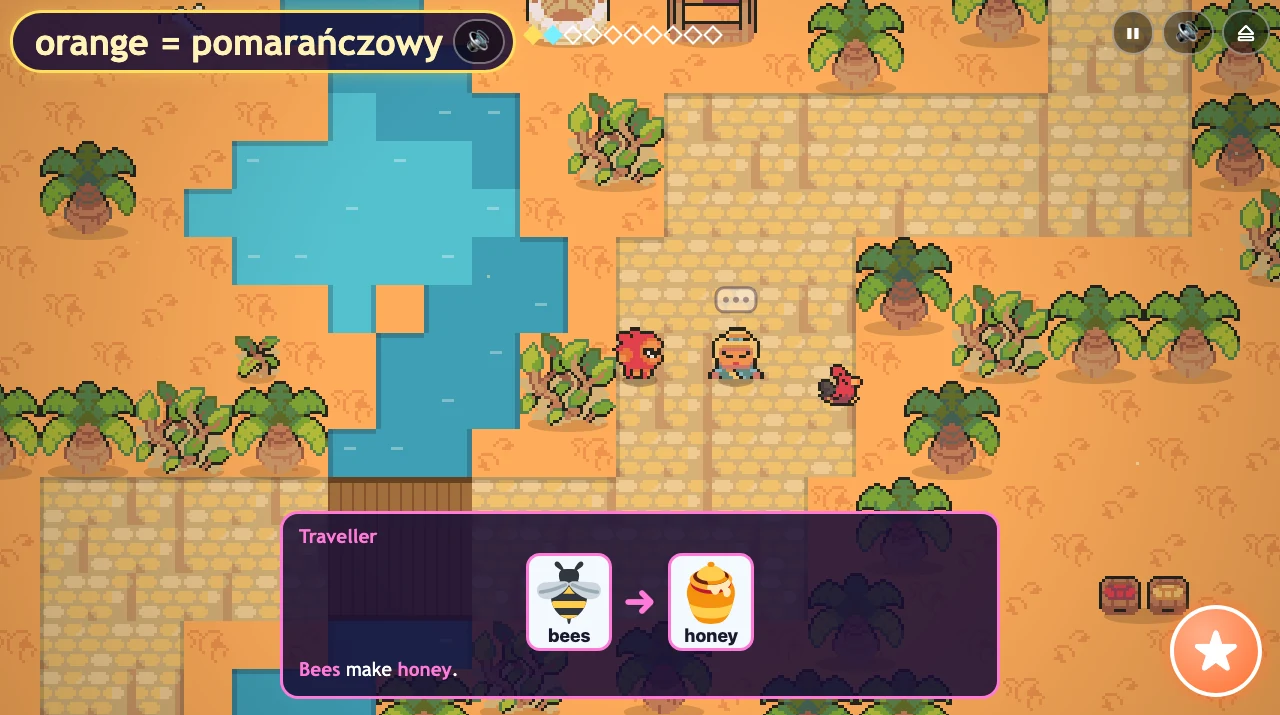 orange = pomarańczowy
Traveller
bees
honey
Bees make honey.